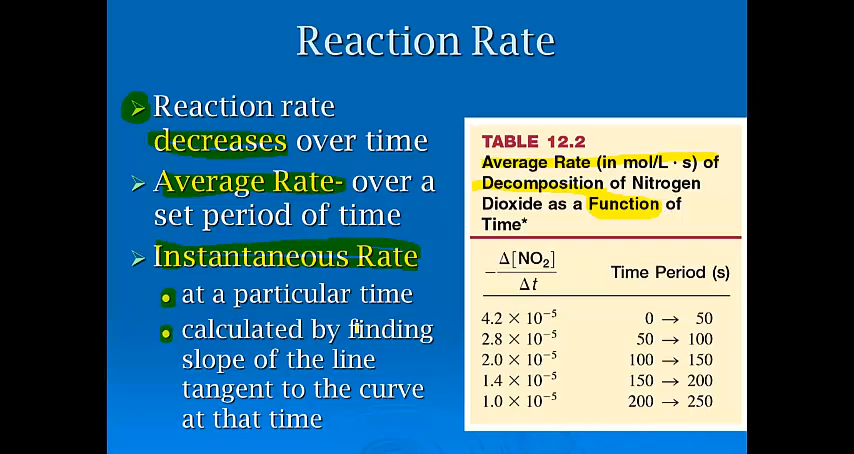 Reaction Rate
➢ Reaction rate
decreases over time
➢ Average Rate- over a
set period of time
➢ Instantaneous Rate
• at a particular time
• calculated by finding
slope of the line
tangent to the curve
at that time
TABLE 12.2
Average Rate (in mol/L · s) of
Decomposition of Nitrogen
Dioxide as a Function of
Time*
−Δ[NO₂]/Δt Time Period (s)
4.2 × 10⁻⁵ 0 → 50
2.8 × 10⁻⁵ 50 → 100
2.0 × 10⁻⁵ 100 → 150
1.4 × 10⁻⁵ 150 → 200
1.0 × 10⁻⁵ 200 → 250